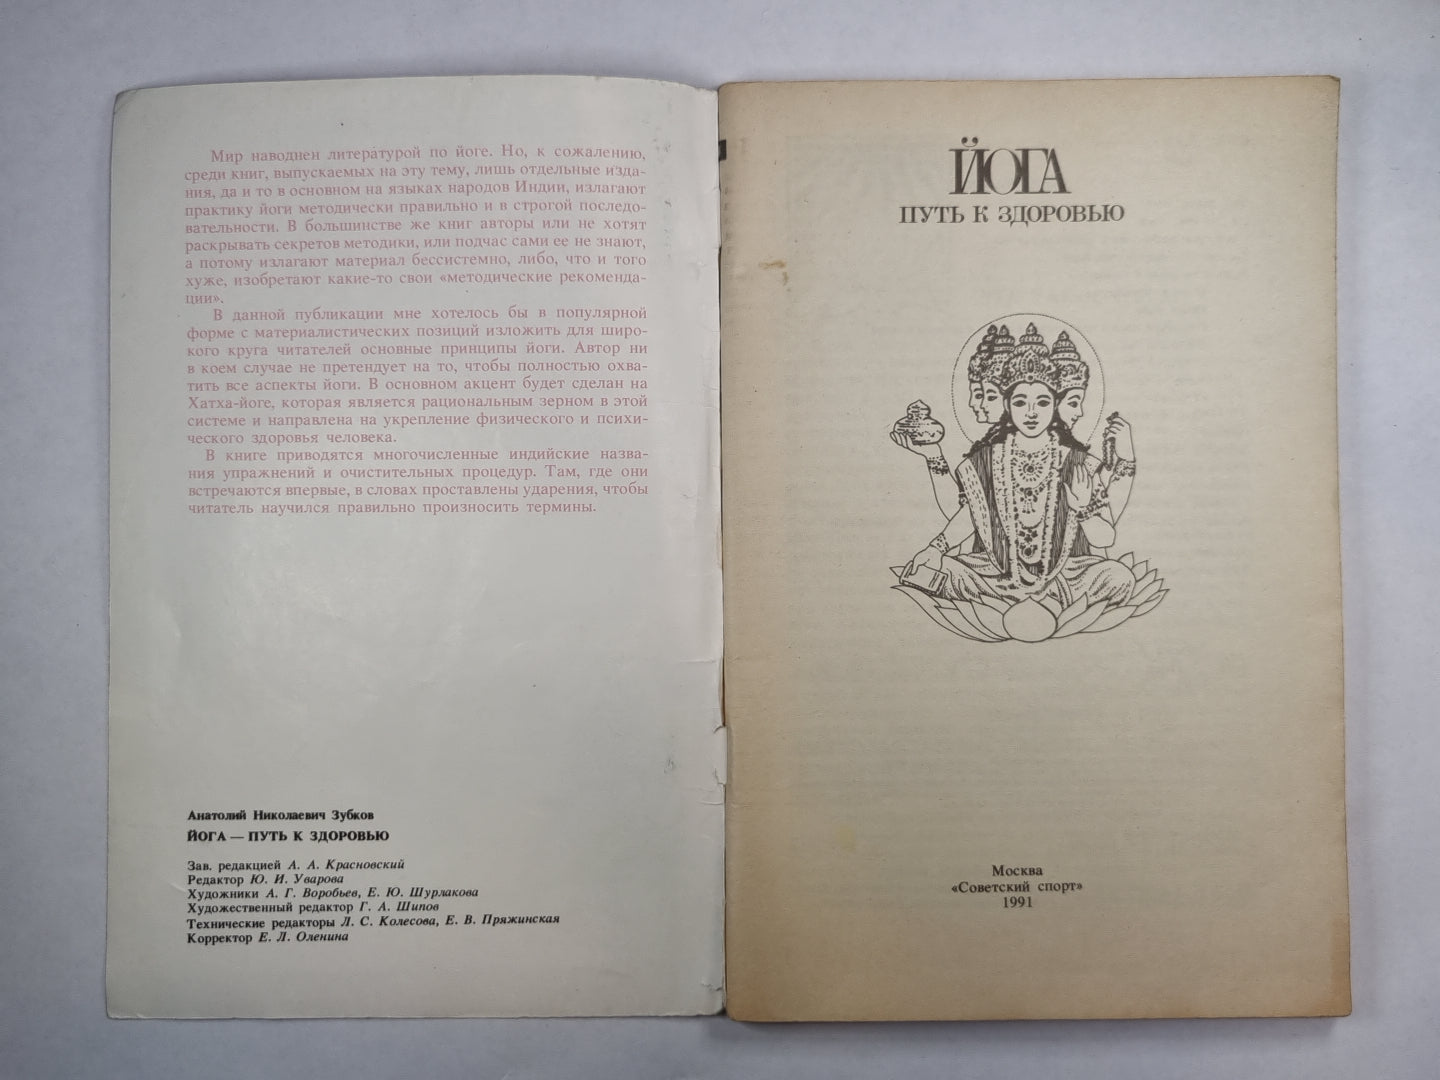 Мир наводнен литературой по йоге. Но, к сожалению,
среди книг, выпускаемых на эту тему, лишь отдельные изда-
ния, да и то в основном на языках народов Индии, излагают
практику йоги методически правильно и в строгой последо-
вательности. В большинстве же книг авторы или не хотят
раскрывать секретов методики, или подчас сами ее не знают,
а потому излагают материал бессистемно, либо, что и того
хуже, изобретают какие-то свои «методические рекоменда-
ции».
В данной публикации мне хотелось бы в популярной
форме с материалистических позиций изложить для широ-
кого круга читателей основные принципы йоги. Автор ни
в коем случае не претендует на то, чтобы полностью охва-
тить все аспекты йоги. В основном акцент будет сделан на
Хатха-йоге, которая является рациональным зерном в этой
системе и направлена на укрепление физического и психи-
ческого здоровья человека.
В книге приводятся многочисленные индийские назва-
ния упражнений и очистительных процедур. Там, где они
встречаются впервые, в словах проставлены ударения, чтобы
читатель научился правильно произносить термины.
Анатолий Николаевич Зубков
ЙОГА — ПУТЬ К ЗДОРОВЬЮ
Зав. редакцией А. А. Красновский
Редактор Ю. И. Уварова
Художники А. Г. Воробьев, Е. Ю. Шурлакова
Художественный редактор Г. А. Шипов
Технические редакторы Л. С. Колесова, Е. В. Пряжинская
Корректор Е. Л. Оленина
ЙОГА
ПУТЬ К ЗДОРОВЬЮ
Москва
«Советский спорт»
1991